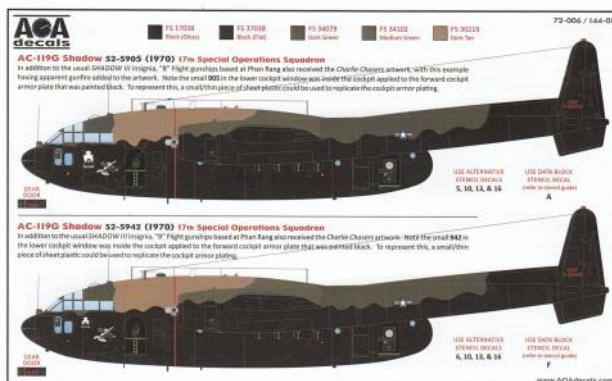 AOA
decals
FS 17038
Black (Gloss)
FS 37038
Black (Flat)
FS 34079
Dark Green
FS 34102
Medium Green
FS 30219
Dark Tan
72-006 / 144-0
AC-119G Shadow 52-5905 (1970) 17th Special Operations Squadron
In addition to the usual SHADOW III insignia, "B" Flight gunships based at Phan Rang also received the Charlie Chasers artwork, with this example
having apparent gunfire added to the artwork. Note the small 905 in the lower cockpit window was inside the cockpit applied to the forward cockpit
armor plate that was painted black. To represent this, a small/thin piece of sheet plastic could be used to replicate the cockpit armor plating.
GEAR
DOOR
USE ALTERNATIVE
STENCIL DECALS
5, 10, 13, & 16
USE DATA BLOCK
STENCIL DECAL
(refer to stencil guide)
A
AC-119G Shadow 52-5942 (1970) 17th Special Operations Squadron
In addition to the usual SHADOW III insignia, "B" Flight gunships based at Phan Rang also received the Charlie Chasers artwork. Note the small 942 in
the lower cockpit window was inside the cockpit applied to the forward cockpit armor plate that was painted black. To represent this, a small/thin
piece of sheet plastic could be used to replicate the cockpit armor plating.
GEAR
DOOR
USE ALTERNATIVE
STENCIL DECALS
6, 10, 13, & 16
USE DATA BLOCK
STENCIL DECAL
(refer to stencil guide)
F
www.AOAdecals.com